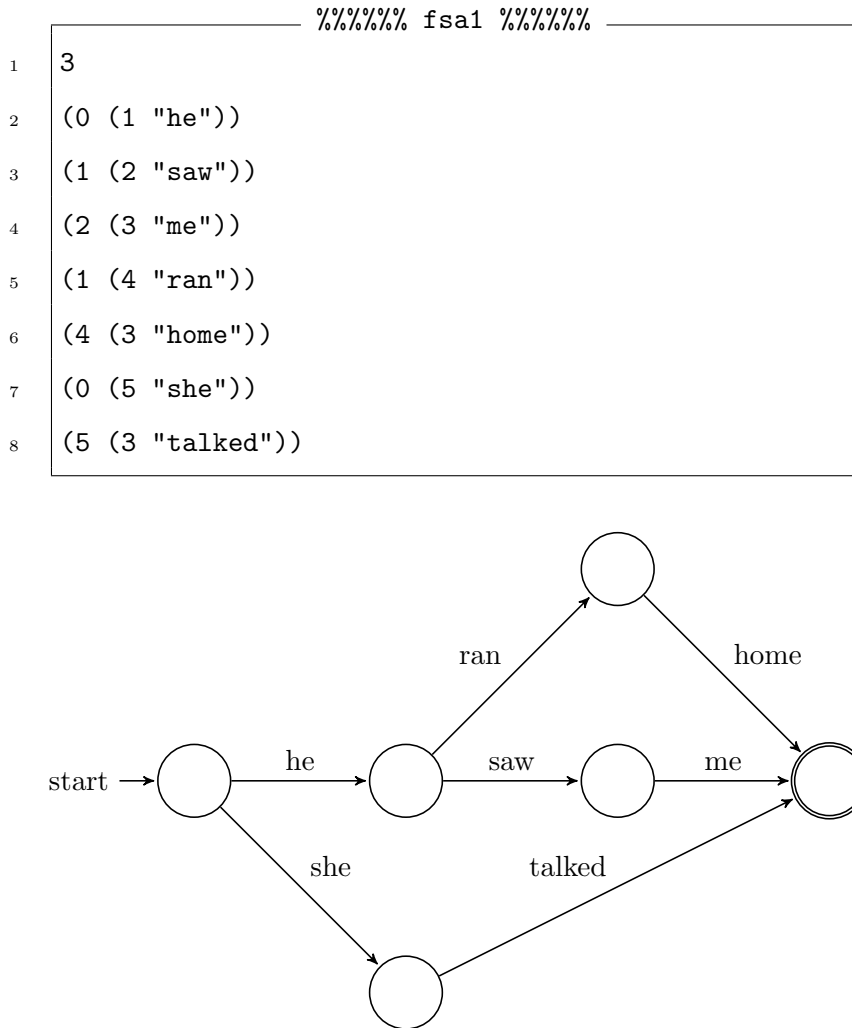 %%%%%% fsa1 %%%%%%
1 3
2 (0 (1 "he"))
3 (1 (2 "saw"))
4 (2 (3 "me"))
5 (1 (4 "ran"))
6 (4 (3 "home"))
7 (0 (5 "she"))
8 (5 (3 "talked"))
ran home
start he saw me
she talked